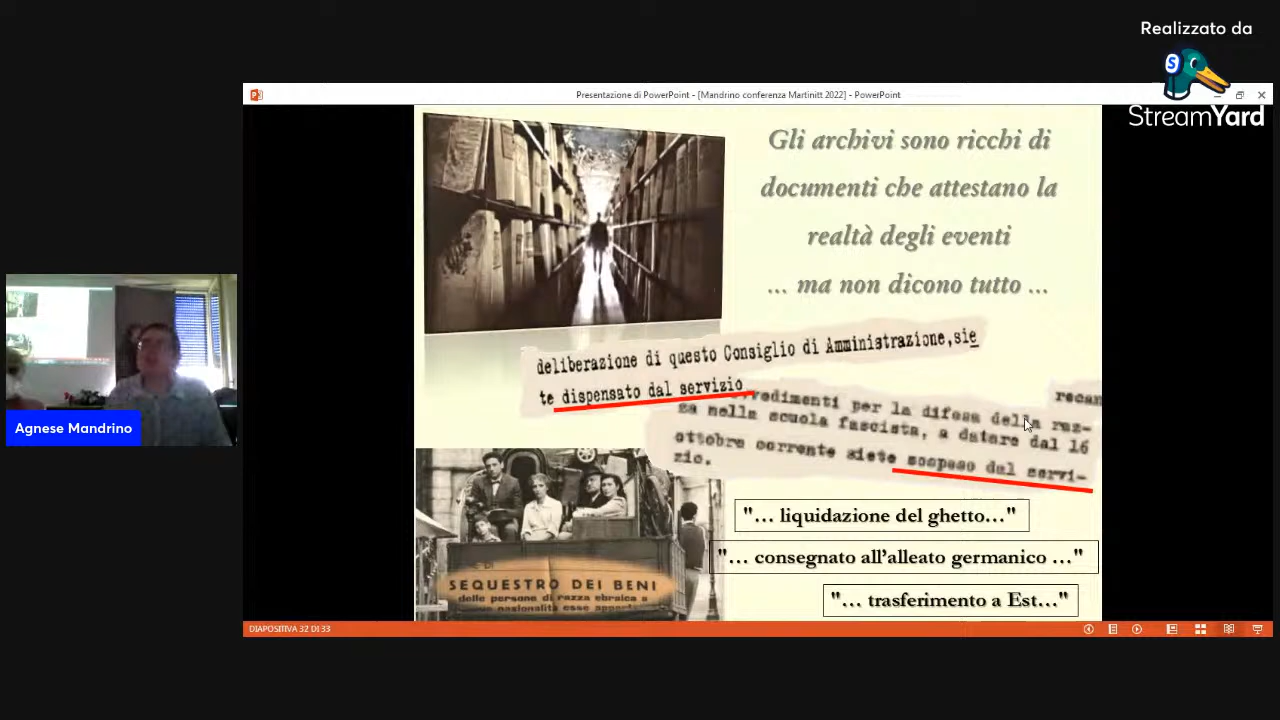 Realizzato da
StreamYard
Presentazione di PowerPoint - [Mandrino conferenza Martinitt 2022] - PowerPoint
Gli archivi sono ricchi di
documenti che attestano la
realtà degli eventi
... ma non dicono tutto ...
deliberazione di questo Consiglio di Amministrazione,sie
te dispensato dal servizio
recan
vedimenti per la difesa della raz-
za nella scuola fascista, a datare dal 16
ottobre corrente siete sospeso dal servi-
zio.
SEQUESTRO DEI BENI
delle persone di razza ebraica a
nazionalità esse
"... liquidazione del ghetto..."
"... consegnato all'alleato germanico ..."
"... trasferimento a Est..."
Agnese Mandrino
DIAPOSITIVA 32 DI 33